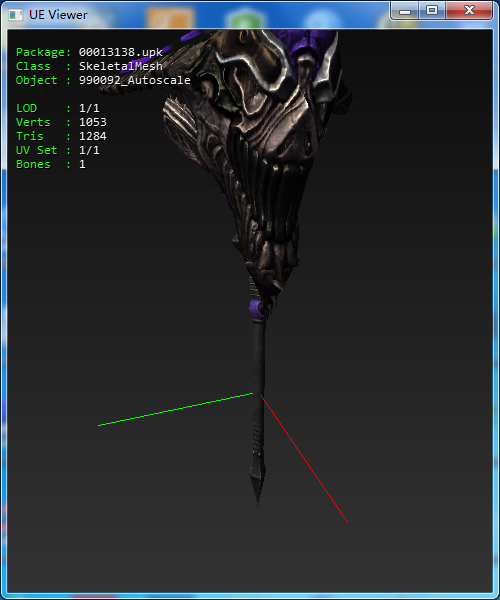 UE Viewer
Package: 00013138.upk
Class : SkeletalMesh
Object : 990092_Autoscale
LOD : 1/1
Verts : 1053
Tris : 1284
UV Set : 1/1
Bones : 1